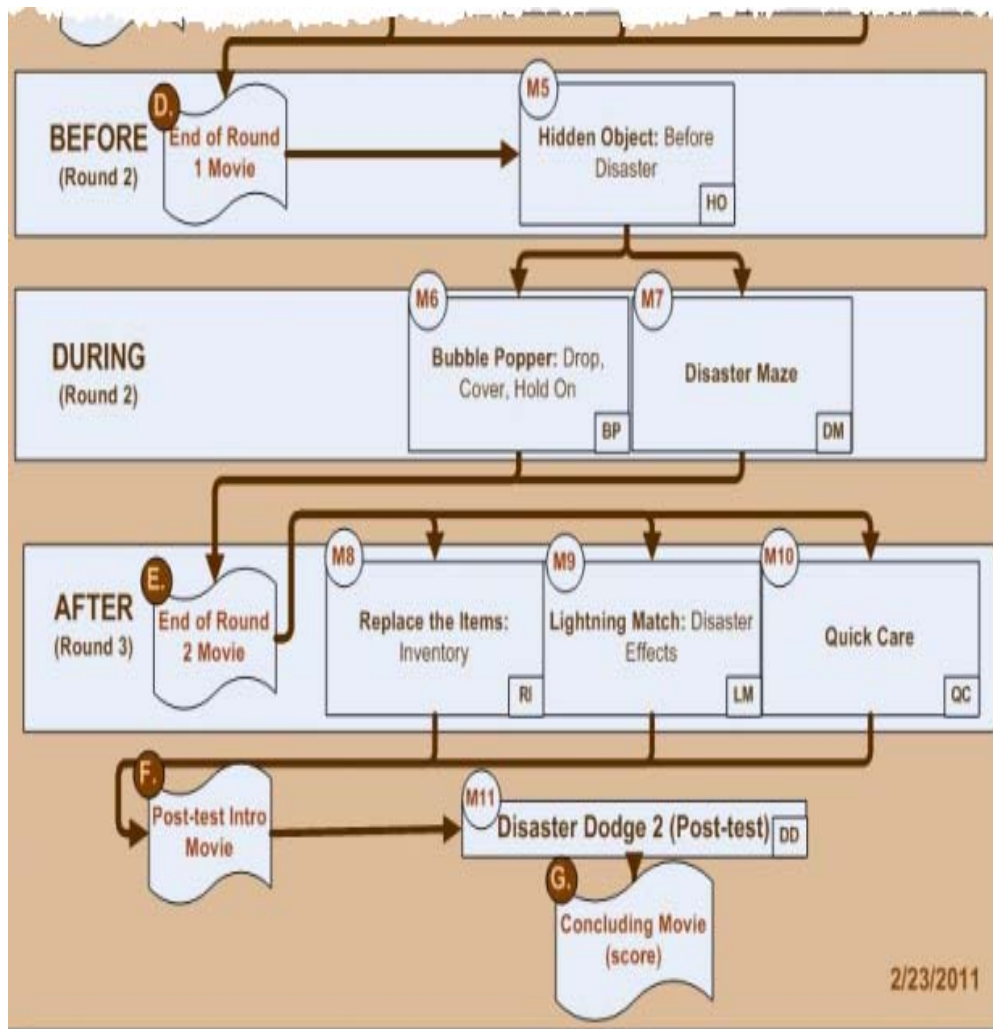 BEFORE
(Round 2)
D.
End of Round
1 Movie
M5
Hidden Object: Before
Disaster
HO
DURING
(Round 2)
M6
Bubble Popper: Drop,
Cover, Hold On
BP
M7
Disaster Maze
DM
AFTER
(Round 3)
E.
End of Round
2 Movie
M8
Replace the Items:
Inventory
RI
M9
Lightning Match: Disaster
Effects
LM
M10
Quick Care
QC
F.
Post-test Intro
Movie
M11
Disaster Dodge 2 (Post-test)
DD
G.
Concluding Movie
(score)
2/23/2011